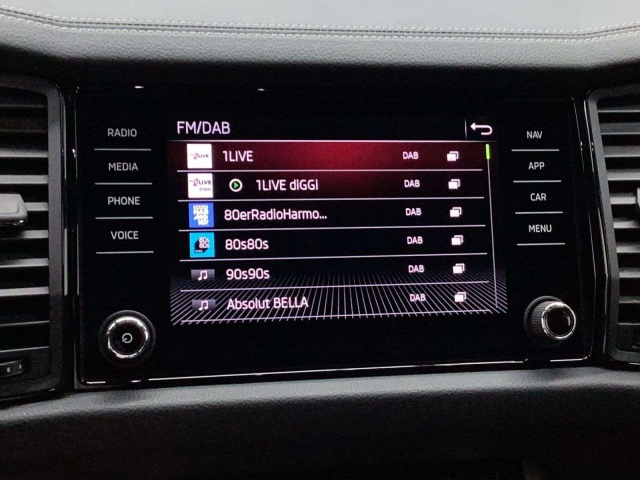 FM/DAB
RADIO
MEDIA
PHONE
VOICE
1LIVE DAB
1LIVE diGGi DAB
80erRadioHarmo... DAB
80s80s DAB
90s90s DAB
Absolut BELLA DAB
NAV
APP
CAR
MENU